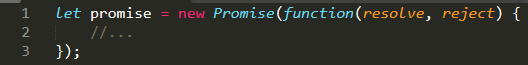 1 let promise = new Promise(function(resolve, reject) {
2     //...
3 });